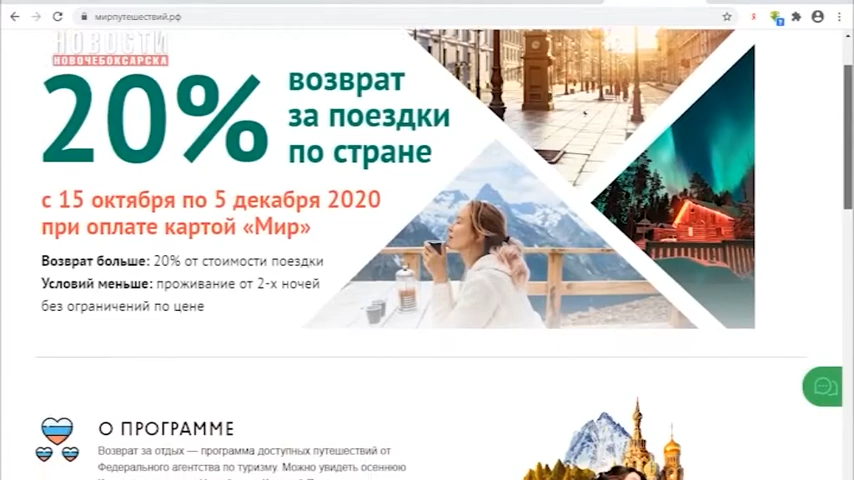 мирпутешествий.рф
НОВОСТИ
НОВОЧЕБОКСАРСКА
20%
возврат
за поездки
по стране
с 15 октября по 5 декабря 2020
при оплате картой «Мир»
Возврат больше: 20% от стоимости поездки
Условий меньше: проживание от 2-х ночей
без ограничений по цене
О ПРОГРАММЕ
Возврат за отдых — программа доступных путешествий от
Федерального агентства по туризму. Можно увидеть осеннюю